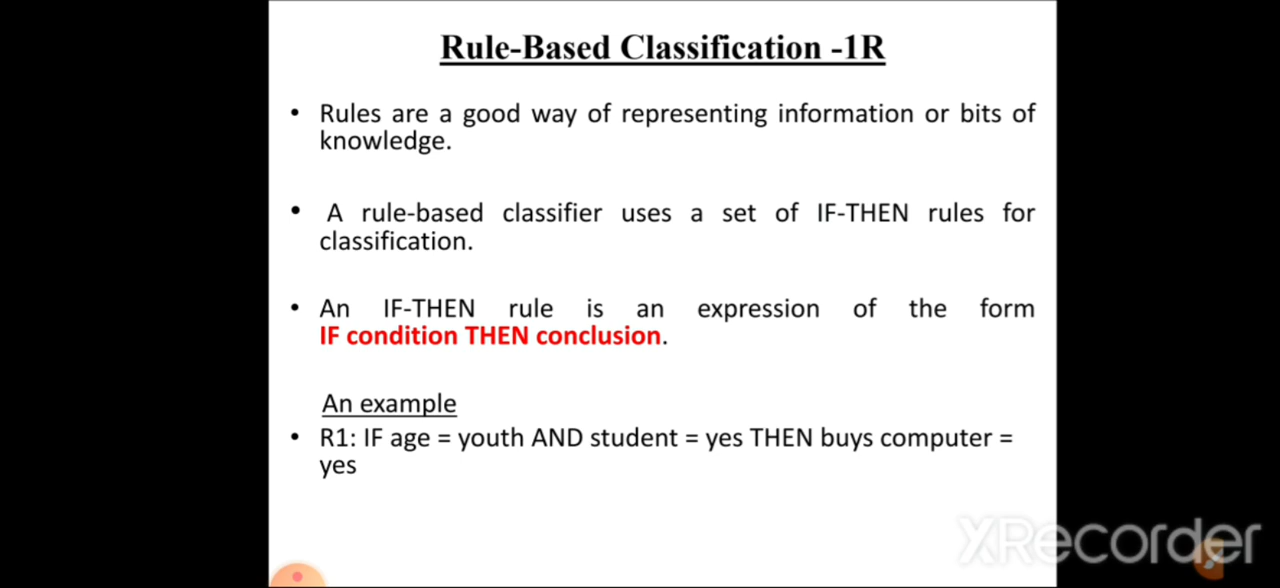 Rule-Based Classification -1R
• Rules are a good way of representing information or bits of
knowledge.
• A rule-based classifier uses a set of IF-THEN rules for
classification.
• An IF-THEN rule is an expression of the form
IF condition THEN conclusion.
An example
• R1: IF age = youth AND student = yes THEN buys computer =
yes
XRecorder